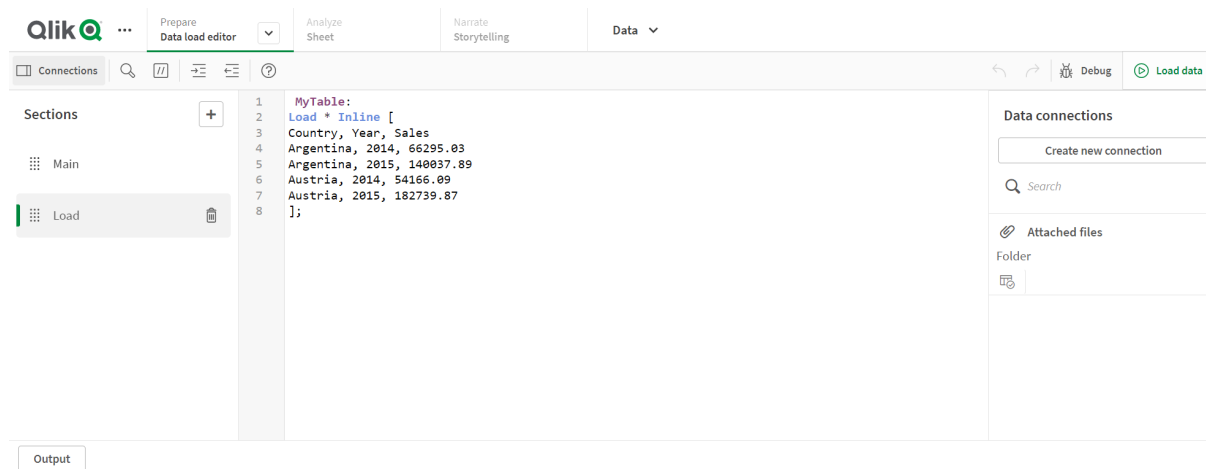 Qlik
Prepare
Data load editor
Analyze
Sheet
Narrate
Storytelling
Data
Connections
//
?
Debug
Load data
Sections
+
Main
Load
1 MyTable:
2 Load * Inline [
3 Country, Year, Sales
4 Argentina, 2014, 66295.03
5 Argentina, 2015, 140037.89
6 Austria, 2014, 54166.09
7 Austria, 2015, 182739.87
8 ];
Data connections
Create new connection
Search
Attached files
Folder
Output